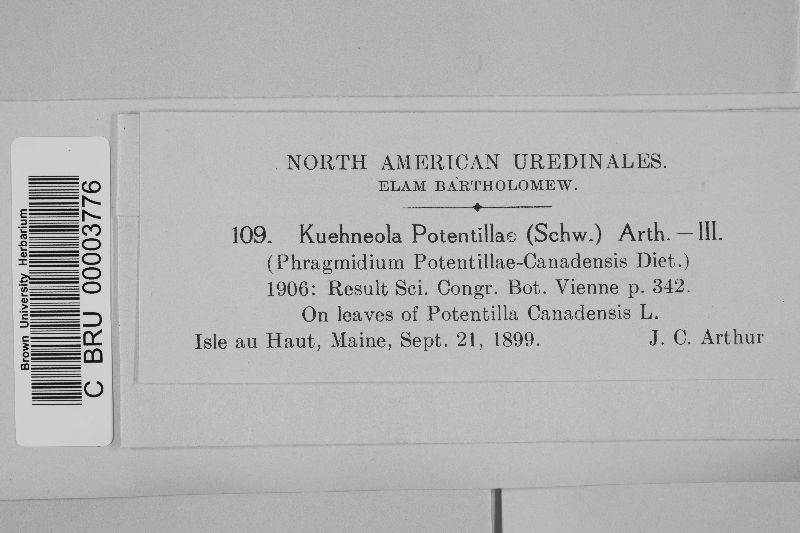 NORTH AMERICAN UREDINALES.
ELAM BARTHOLOMEW.
109. Kuehneola Potentillae (Schw.) Arth. – III.
(Phragmidium Potentillae-Canadensis Diet.)
1906: Result Sci. Congr. Bot. Vienne p. 342.
On leaves of Potentilla Canadensis L.
Isle au Haut, Maine, Sept. 21, 1899. J. C. Arthur
Brown University Herbarium
C BRU 00003776